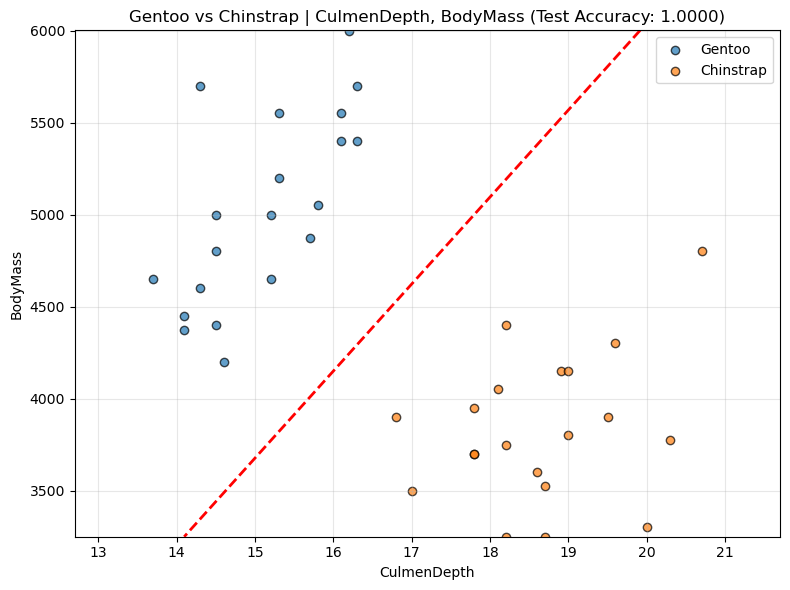 Gentoo vs Chinstrap | CulmenDepth, BodyMass (Test Accuracy: 1.0000)
Gentoo
Chinstrap
6000
5500
5000
4500
4000
3500
BodyMass
13 14 15 16 17 18 19 20 21
CulmenDepth